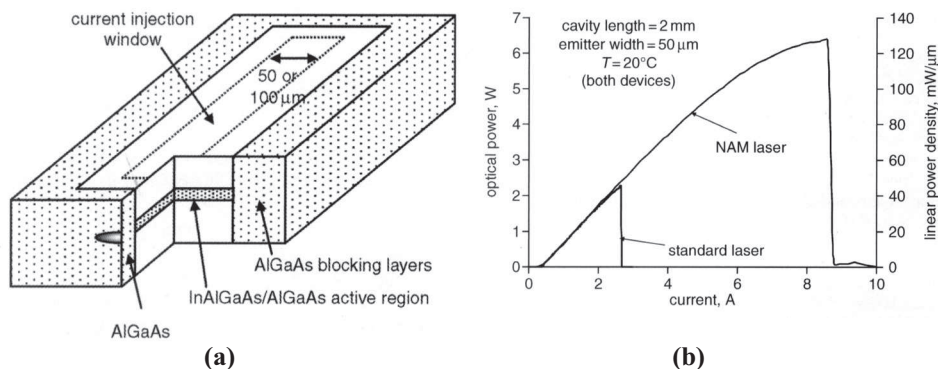 current injection
window
50 or
100 μm
AlGaAs blocking layers
InAlGaAs/AlGaAs active region
AlGaAs
(a)
optical power, W
7
6
5
4
3
2
1
0
cavity length = 2 mm
emitter width = 50 μm
T = 20°C
(both devices)
NAM laser
standard laser
140
120
100
80
60
40
20
0
linear power density, mW/μm
0 2 4 6 8 10
current, A
(b)